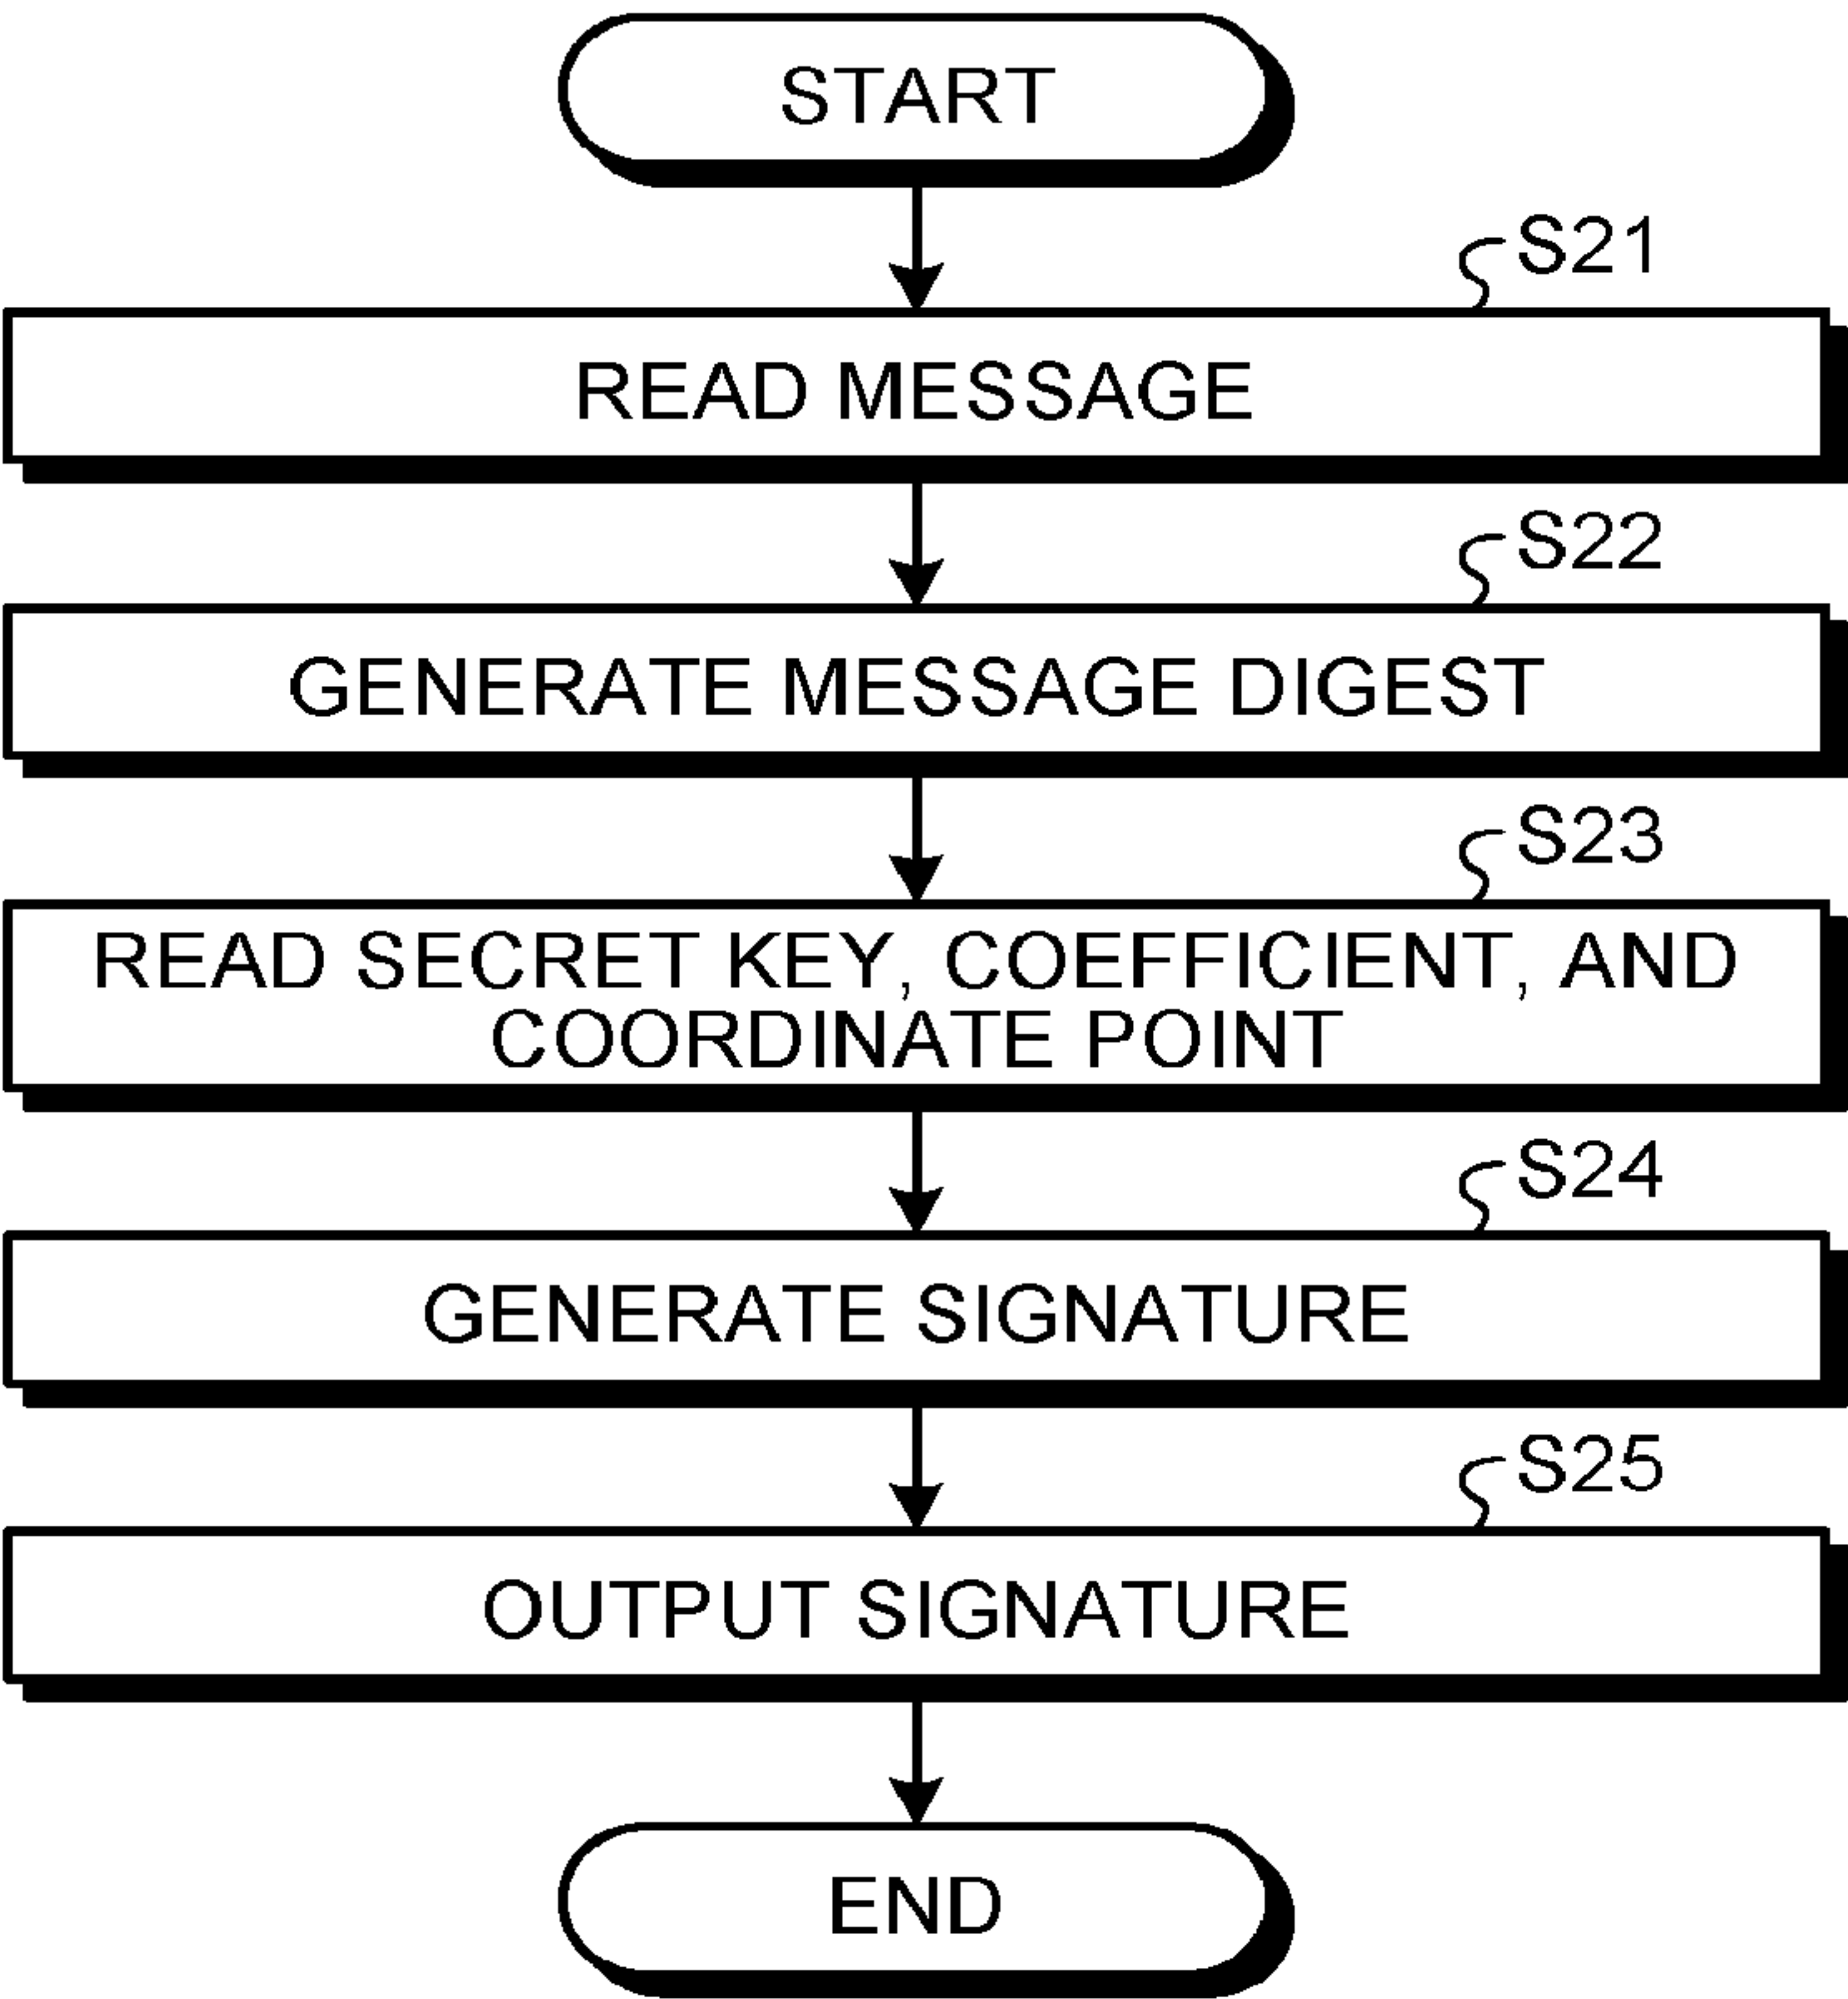 START
S21
READ MESSAGE
S22
GENERATE MESSAGE DIGEST
S23
READ SECRET KEY, COEFFICIENT, AND
COORDINATE POINT
S24
GENERATE SIGNATURE
S25
OUTPUT SIGNATURE
END